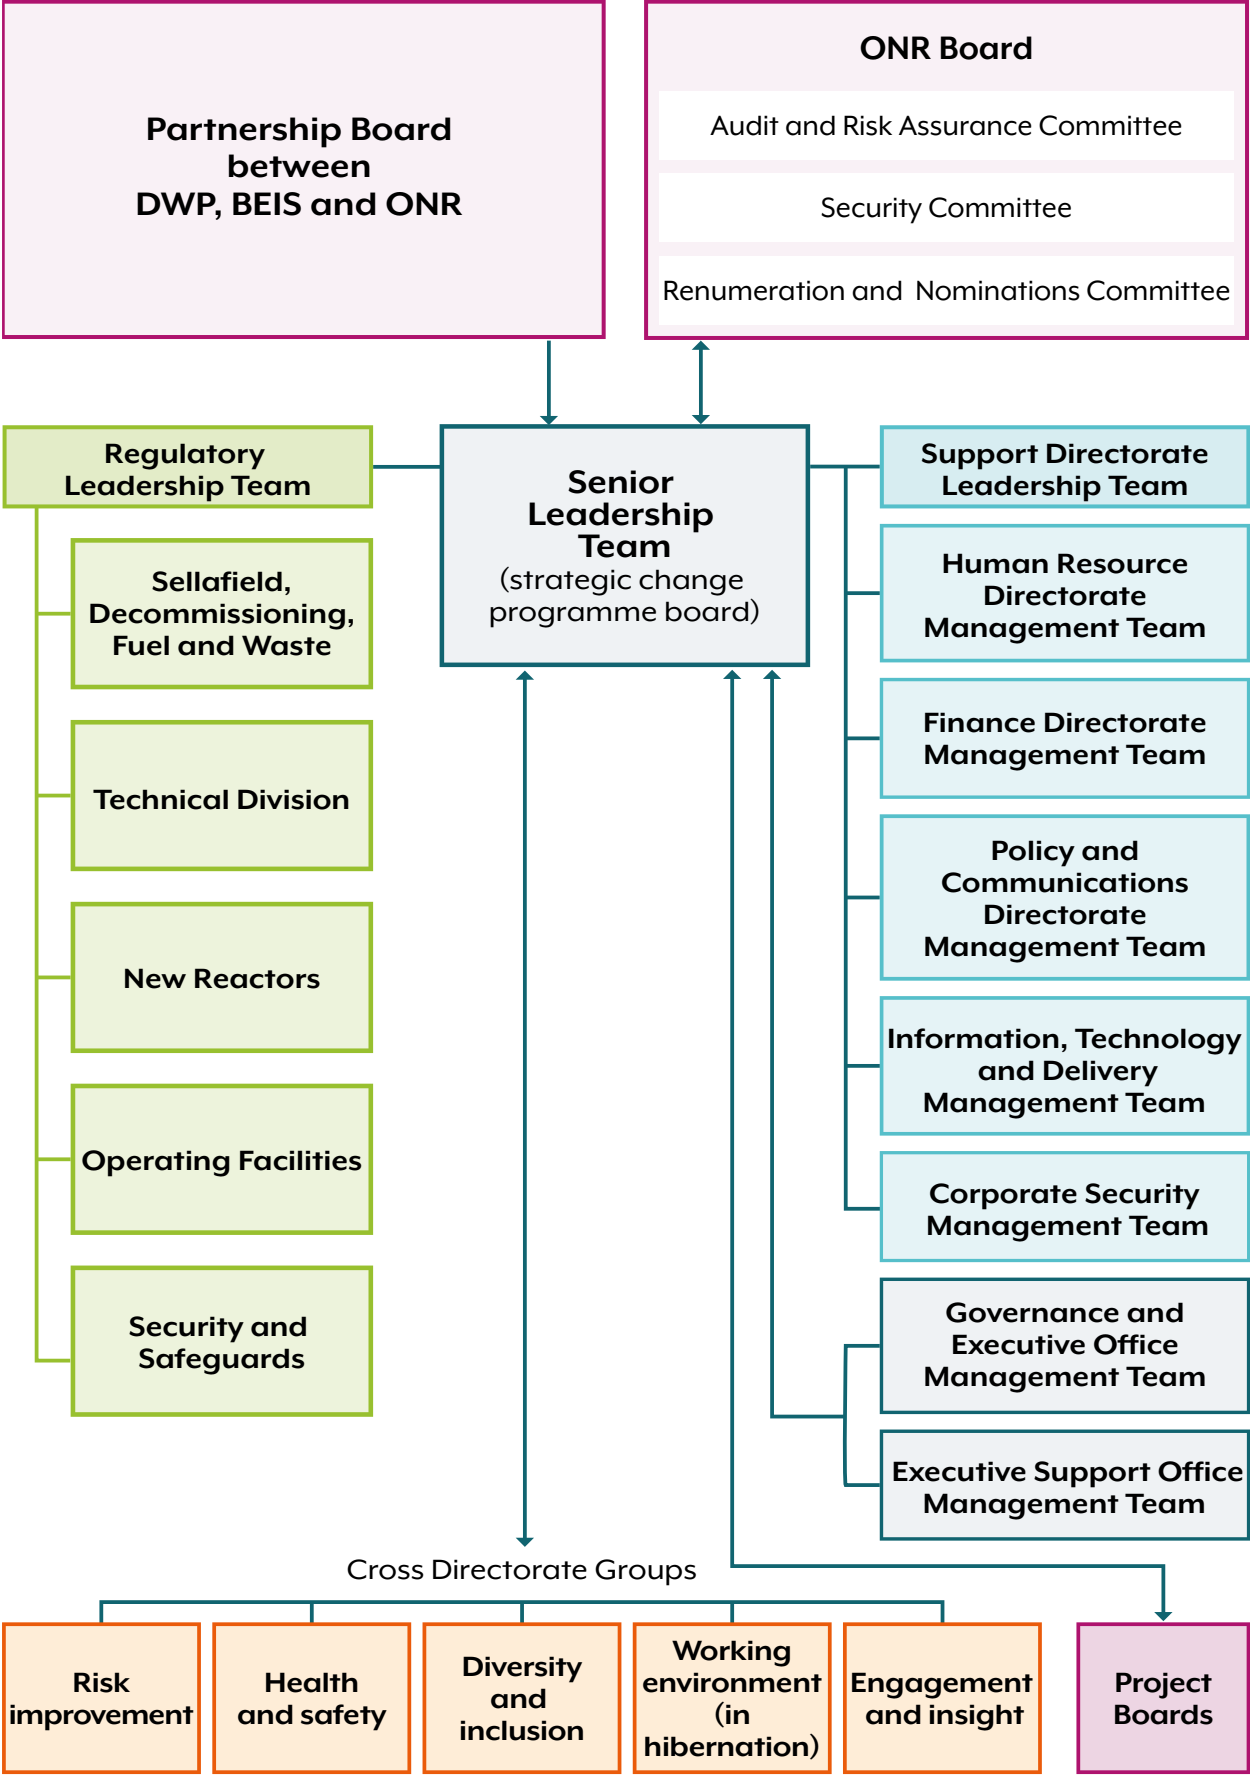 Partnership Board
between
DWP, BEIS and ONR
ONR Board
Audit and Risk Assurance Committee
Security Committee
Renumeration and Nominations Committee
Regulatory
Leadership Team
Sellafield,
Decommissioning,
Fuel and Waste
Technical Division
New Reactors
Operating Facilities
Security and
Safeguards
Senior
Leadership
Team
(strategic change
programme board)
Support Directorate
Leadership Team
Human Resource
Directorate
Management Team
Finance Directorate
Management Team
Policy and
Communications
Directorate
Management Team
Information, Technology
and Delivery
Management Team
Corporate Security
Management Team
Governance and
Executive Office
Management Team
Executive Support Office
Management Team
Cross Directorate Groups
Risk
improvement
Health
and safety
Diversity
and
inclusion
Working
environment
(in
hibernation)
Engagement
and insight
Project
Boards